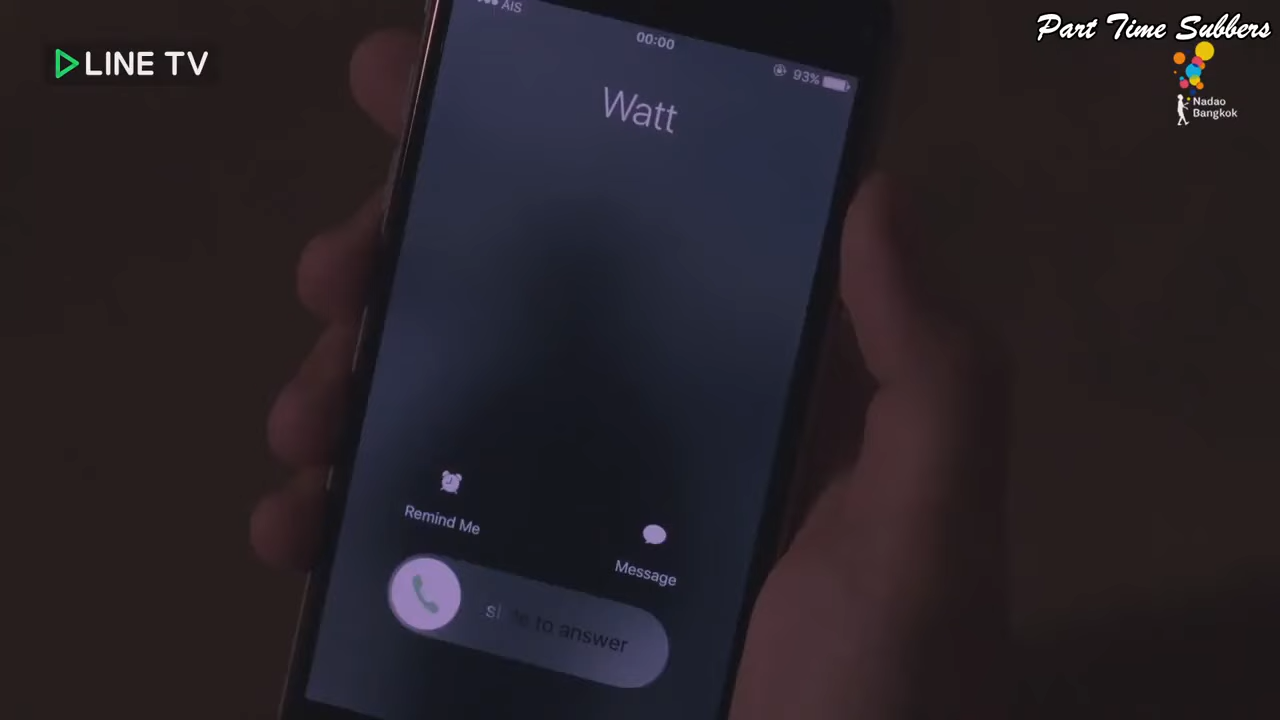 AIS
00:00
93%
Watt
Remind Me
Message
to answer
LINE TV
Part Time Subbers
Nadao
Bangkok